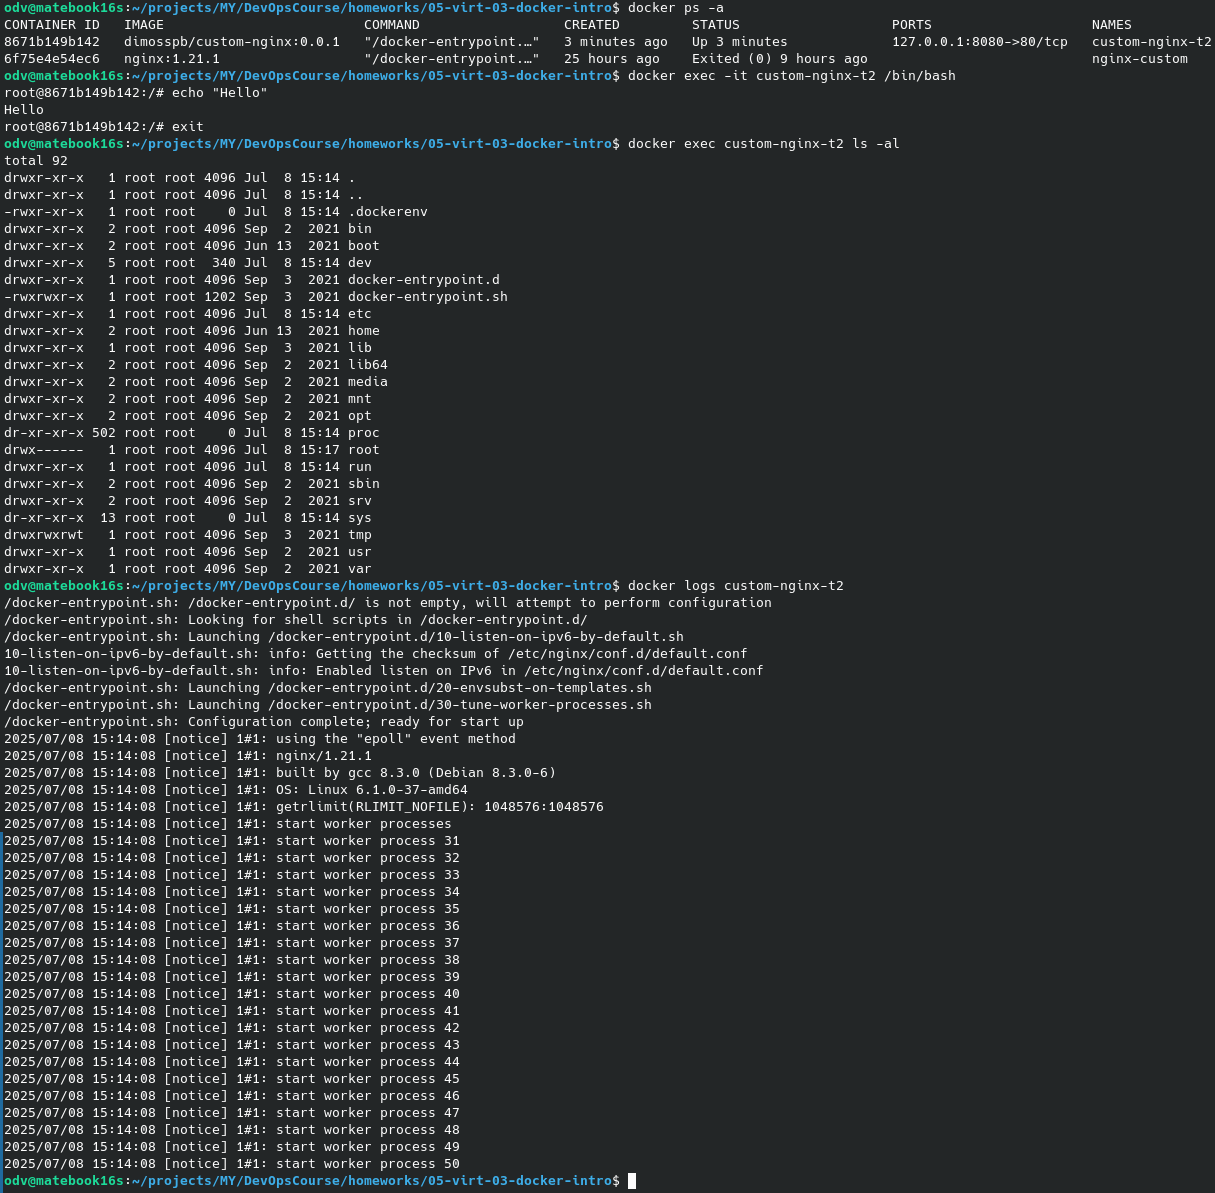 odv@matebook16s:~/projects/MY/DevOpsCourse/homeworks/05-virt-03-docker-intro$ docker ps -a
CONTAINER ID   IMAGE                         COMMAND                  CREATED         STATUS                   PORTS                  NAMES
8671b149b142   dimosspb/custom-nginx:0.0.1   "/docker-entrypoint.…"   3 minutes ago   Up 3 minutes             127.0.0.1:8080->80/tcp   custom-nginx-t2
6f75e4e54ec6   nginx:1.21.1                  "/docker-entrypoint.…"   25 hours ago    Exited (0) 9 hours ago                            nginx-custom
odv@matebook16s:~/projects/MY/DevOpsCourse/homeworks/05-virt-03-docker-intro$ docker exec -it custom-nginx-t2 /bin/bash
root@8671b149b142:/# echo "Hello"
Hello
root@8671b149b142:/# exit
odv@matebook16s:~/projects/MY/DevOpsCourse/homeworks/05-virt-03-docker-intro$ docker exec custom-nginx-t2 ls -al
total 92
drwxr-xr-x   1 root root 4096 Jul  8 15:14 .
drwxr-xr-x   1 root root 4096 Jul  8 15:14 ..
-rwxr-xr-x   1 root root    0 Jul  8 15:14 .dockerenv
drwxr-xr-x   2 root root 4096 Sep  2  2021 bin
drwxr-xr-x   2 root root 4096 Jun 13  2021 boot
drwxr-xr-x   5 root root  340 Jul  8 15:14 dev
drwxr-xr-x   1 root root 4096 Sep  3  2021 docker-entrypoint.d
-rwxrwxr-x   1 root root 1202 Sep  3  2021 docker-entrypoint.sh
drwxr-xr-x   1 root root 4096 Jul  8 15:14 etc
drwxr-xr-x   2 root root 4096 Jun 13  2021 home
drwxr-xr-x   1 root root 4096 Sep  3  2021 lib
drwxr-xr-x   2 root root 4096 Sep  2  2021 lib64
drwxr-xr-x   2 root root 4096 Sep  2  2021 media
drwxr-xr-x   2 root root 4096 Sep  2  2021 mnt
drwxr-xr-x   2 root root 4096 Sep  2  2021 opt
dr-xr-xr-x 502 root root    0 Jul  8 15:14 proc
drwx------   1 root root 4096 Jul  8 15:17 root
drwxr-xr-x   1 root root 4096 Jul  8 15:14 run
drwxr-xr-x   2 root root 4096 Sep  2  2021 sbin
drwxr-xr-x   2 root root 4096 Sep  2  2021 srv
dr-xr-xr-x  13 root root    0 Jul  8 15:14 sys
drwxrwxrwt   1 root root 4096 Sep  3  2021 tmp
drwxr-xr-x   1 root root 4096 Sep  2  2021 usr
drwxr-xr-x   1 root root 4096 Sep  2  2021 var
odv@matebook16s:~/projects/MY/DevOpsCourse/homeworks/05-virt-03-docker-intro$ docker logs custom-nginx-t2
/docker-entrypoint.sh: /docker-entrypoint.d/ is not empty, will attempt to perform configuration
/docker-entrypoint.sh: Looking for shell scripts in /docker-entrypoint.d/
/docker-entrypoint.sh: Launching /docker-entrypoint.d/10-listen-on-ipv6-by-default.sh
10-listen-on-ipv6-by-default.sh: info: Getting the checksum of /etc/nginx/conf.d/default.conf
10-listen-on-ipv6-by-default.sh: info: Enabled listen on IPv6 in /etc/nginx/conf.d/default.conf
/docker-entrypoint.sh: Launching /docker-entrypoint.d/20-envsubst-on-templates.sh
/docker-entrypoint.sh: Launching /docker-entrypoint.d/30-tune-worker-processes.sh
/docker-entrypoint.sh: Configuration complete; ready for start up
2025/07/08 15:14:08 [notice] 1#1: using the "epoll" event method
2025/07/08 15:14:08 [notice] 1#1: nginx/1.21.1
2025/07/08 15:14:08 [notice] 1#1: built by gcc 8.3.0 (Debian 8.3.0-6)
2025/07/08 15:14:08 [notice] 1#1: OS: Linux 6.1.0-37-amd64
2025/07/08 15:14:08 [notice] 1#1: getrlimit(RLIMIT_NOFILE): 1048576:1048576
2025/07/08 15:14:08 [notice] 1#1: start worker processes
2025/07/08 15:14:08 [notice] 1#1: start worker process 31
2025/07/08 15:14:08 [notice] 1#1: start worker process 32
2025/07/08 15:14:08 [notice] 1#1: start worker process 33
2025/07/08 15:14:08 [notice] 1#1: start worker process 34
2025/07/08 15:14:08 [notice] 1#1: start worker process 35
2025/07/08 15:14:08 [notice] 1#1: start worker process 36
2025/07/08 15:14:08 [notice] 1#1: start worker process 37
2025/07/08 15:14:08 [notice] 1#1: start worker process 38
2025/07/08 15:14:08 [notice] 1#1: start worker process 39
2025/07/08 15:14:08 [notice] 1#1: start worker process 40
2025/07/08 15:14:08 [notice] 1#1: start worker process 41
2025/07/08 15:14:08 [notice] 1#1: start worker process 42
2025/07/08 15:14:08 [notice] 1#1: start worker process 43
2025/07/08 15:14:08 [notice] 1#1: start worker process 44
2025/07/08 15:14:08 [notice] 1#1: start worker process 45
2025/07/08 15:14:08 [notice] 1#1: start worker process 46
2025/07/08 15:14:08 [notice] 1#1: start worker process 47
2025/07/08 15:14:08 [notice] 1#1: start worker process 48
2025/07/08 15:14:08 [notice] 1#1: start worker process 49
2025/07/08 15:14:08 [notice] 1#1: start worker process 50
odv@matebook16s:~/projects/MY/DevOpsCourse/homeworks/05-virt-03-docker-intro$